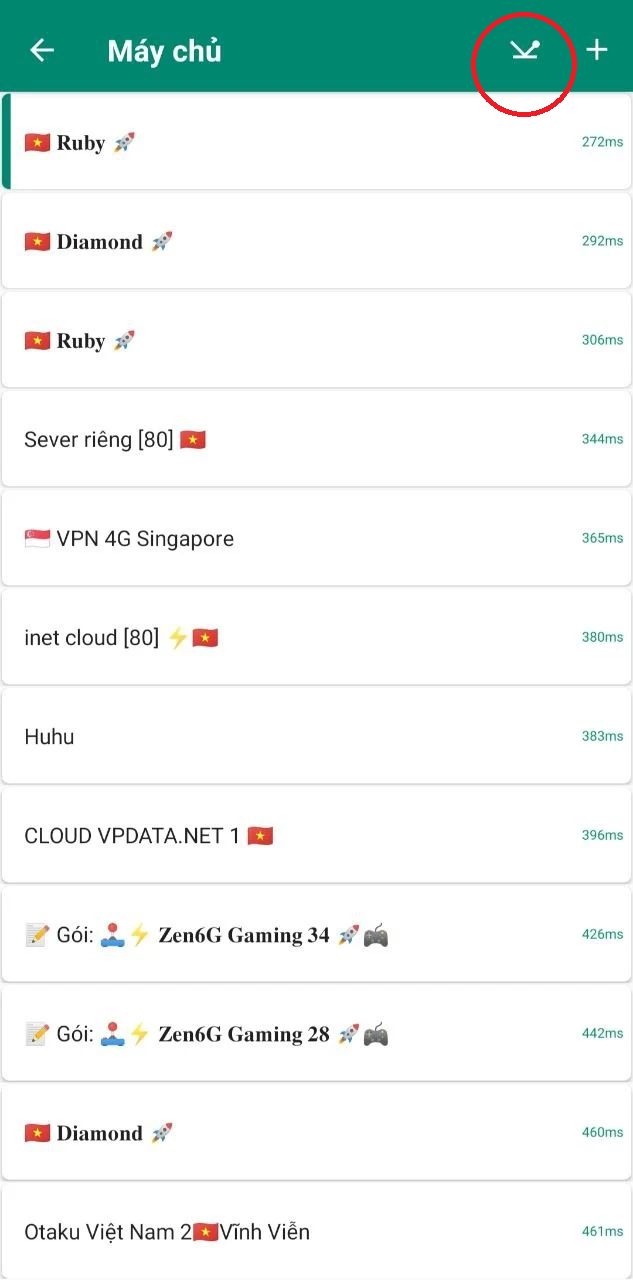 Máy chủ
Ruby 272ms
Diamond 292ms
Ruby 306ms
Sever riêng [80] 344ms
VPN 4G Singapore 365ms
inet cloud [80] 380ms
Huhu 383ms
CLOUD VPDATA.NET 1 396ms
Gói: Zen6G Gaming 34 426ms
Gói: Zen6G Gaming 28 442ms
Diamond 460ms
Otaku Việt Nam 2 Vĩnh Viễn 461ms